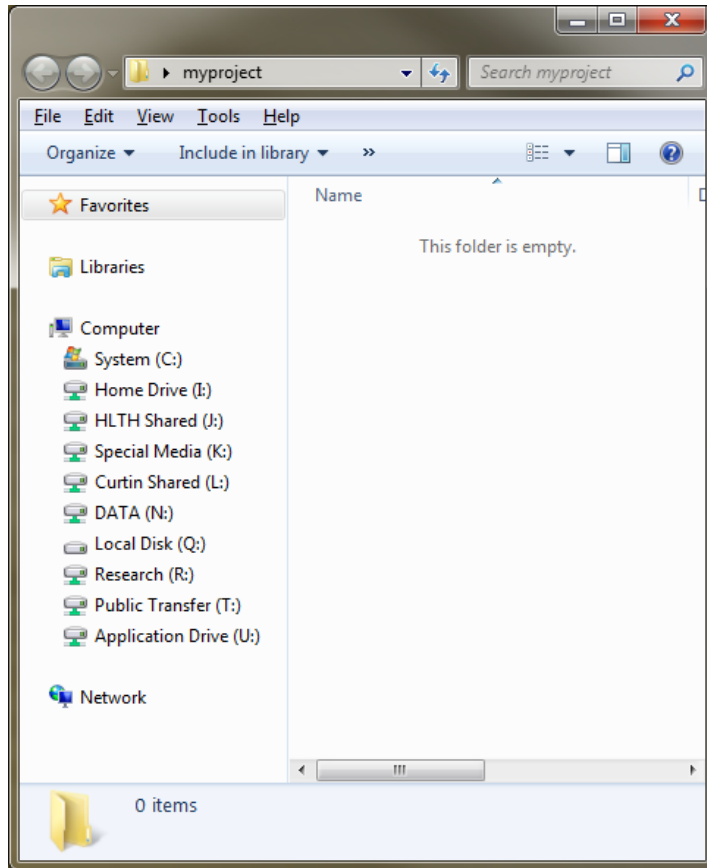 myproject
Search myproject
File Edit View Tools Help
Organize Include in library »
Favorites
Libraries
Computer
System (C:)
Home Drive (I:)
HLTH Shared (J:)
Special Media (K:)
Curtin Shared (L:)
DATA (N:)
Local Disk (Q:)
Research (R:)
Public Transfer (T:)
Application Drive (U:)
Network
Name
This folder is empty.
0 items